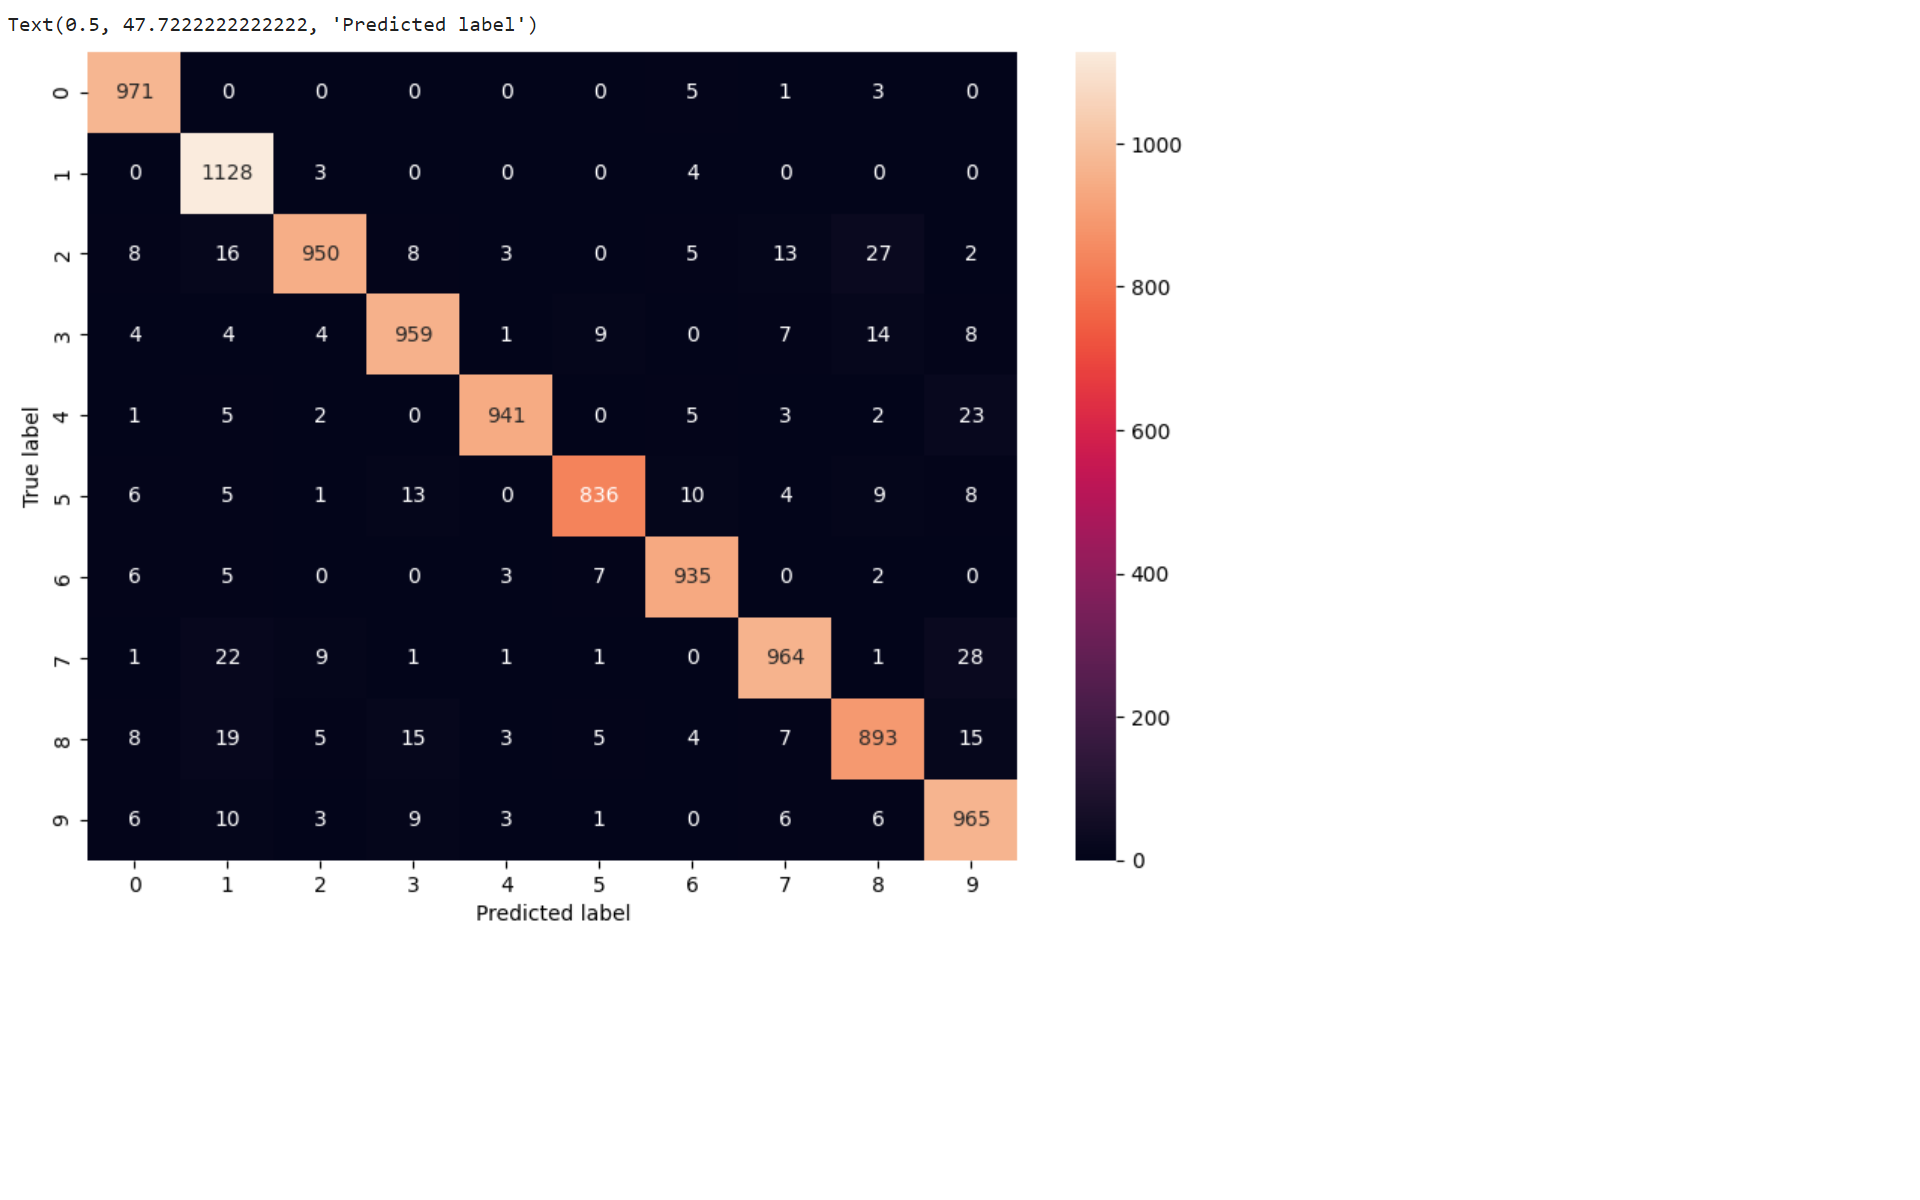 Text(0.5, 47.7222222222222, 'Predicted label')
0 971 0 0 0 0 0 5 1 3 0
1 0 1128 3 0 0 0 4 0 0 0
2 8 16 950 8 3 0 5 13 27 2
3 4 4 4 959 1 9 0 7 14 8
4 1 5 2 0 941 0 5 3 2 23
5 6 5 1 13 0 836 10 4 9 8
6 6 5 0 0 3 7 935 0 2 0
7 1 22 9 1 1 1 0 964 1 28
8 8 19 5 15 3 5 4 7 893 15
9 6 10 3 9 3 1 0 6 6 965
True label
0 1 2 3 4 5 6 7 8 9
Predicted label
1000
800
600
400
200
0